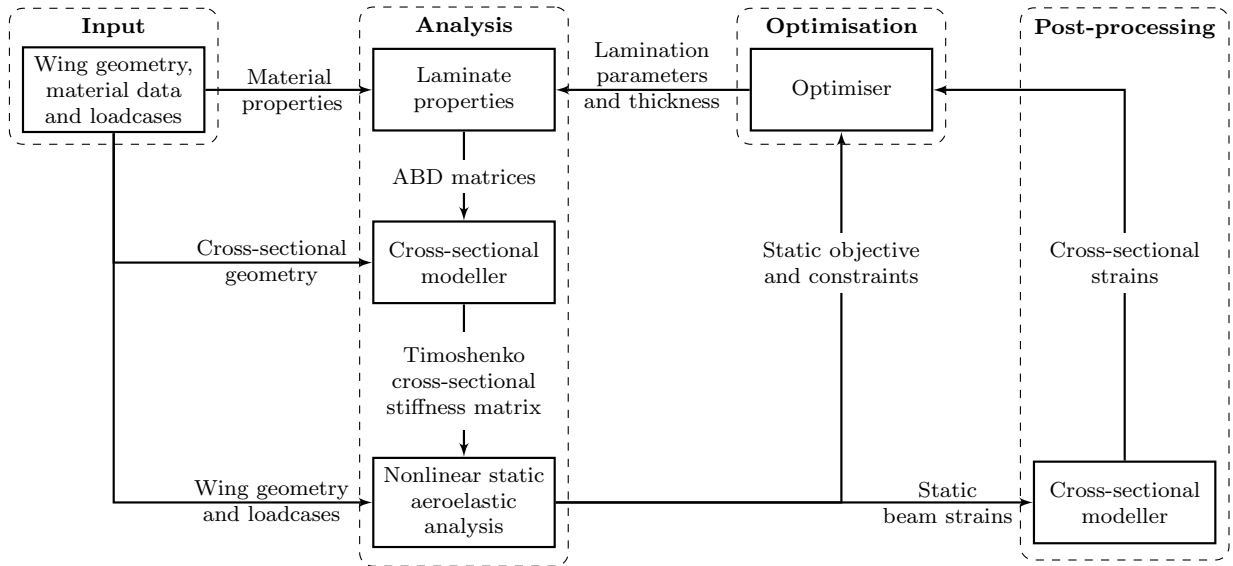 Input
Analysis
Optimisation
Post-processing
Wing geometry,
material data
and loadcases
Material
properties
Laminate
properties
Lamination
parameters
and thickness
Optimiser
ABD matrices
Cross-sectional
geometry
Cross-sectional
modeller
Static objective
and constraints
Cross-sectional
strains
Timoshenko
cross-sectional
stiffness matrix
Wing geometry
and loadcases
Nonlinear static
aeroelastic
analysis
Static
beam strains
Cross-sectional
modeller